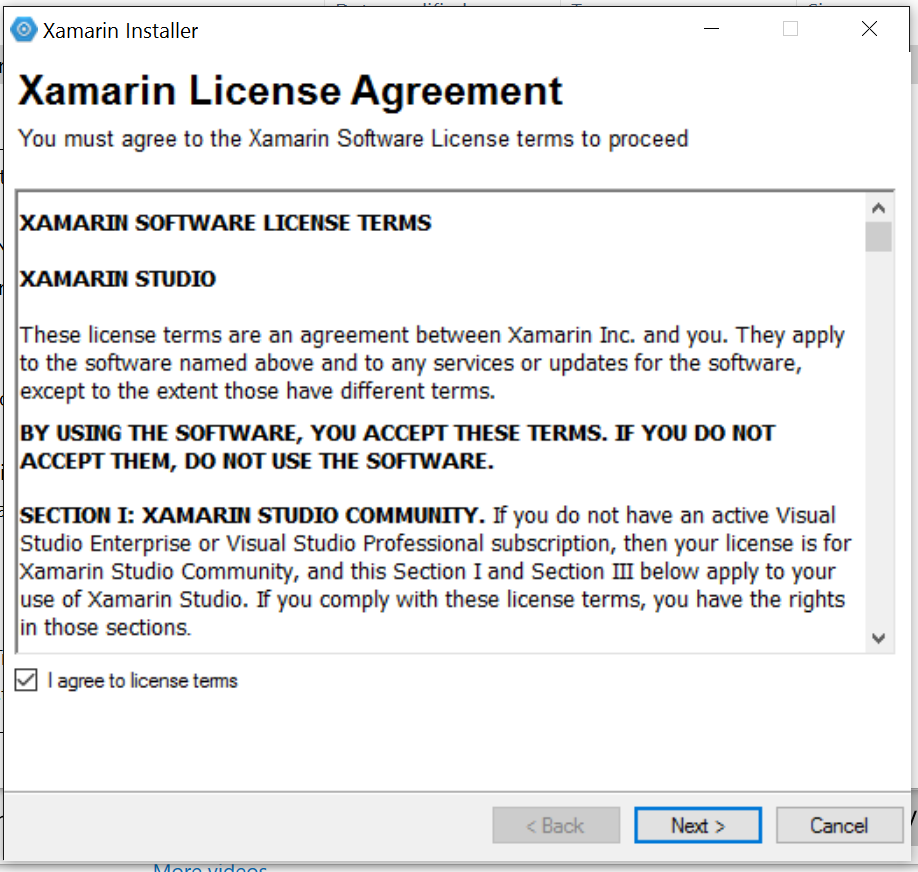 Xamarin Installer
Xamarin License Agreement
You must agree to the Xamarin Software License terms to proceed
XAMARIN SOFTWARE LICENSE TERMS
XAMARIN STUDIO
These license terms are an agreement between Xamarin Inc. and you. They apply
to the software named above and to any services or updates for the software,
except to the extent those have different terms.
BY USING THE SOFTWARE, YOU ACCEPT THESE TERMS. IF YOU DO NOT
ACCEPT THEM, DO NOT USE THE SOFTWARE.
SECTION I: XAMARIN STUDIO COMMUNITY. If you do not have an active Visual
Studio Enterprise or Visual Studio Professional subscription, then your license is for
Xamarin Studio Community, and this Section I and Section III below apply to your
use of Xamarin Studio. If you comply with these license terms, you have the rights
in those sections.
I agree to license terms
< Back Next > Cancel
More videos